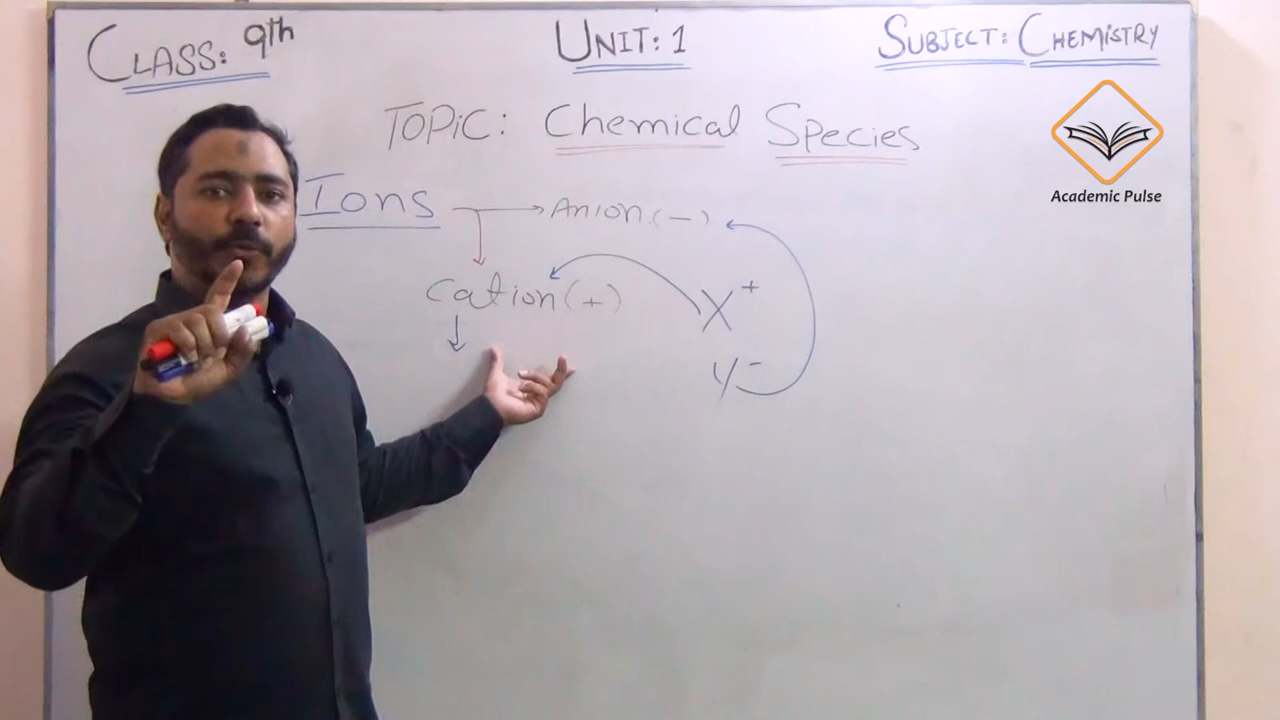 CLASS: 9th
UNIT: 1
SUBJECT: CHEMISTRY
TOPIC: Chemical Species
Academic Pulse
Ions → Anion (−)
Cation (+)
X⁺
Y⁻